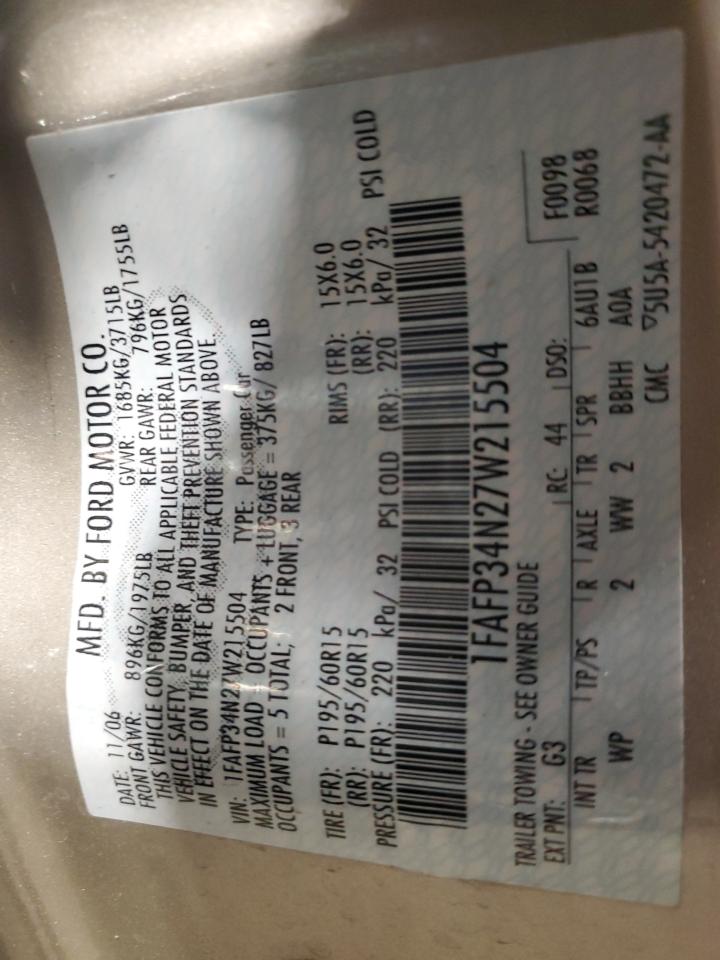 MFD. BY FORD MOTOR CO.
DATE: 11/06 GVWR: 1685KG/3715LB
FRONT GAWR: 896KG/1975LB REAR GAWR: 796KG/1755LB
THIS VEHICLE CONFORMS TO ALL APPLICABLE FEDERAL MOTOR
VEHICLE SAFETY, BUMPER, AND THEFT PREVENTION STANDARDS
IN EFFECT ON THE DATE OF MANUFACTURE SHOWN ABOVE.
VIN: 1FAFP34N27W215504 TYPE: Passenger Car
MAXIMUM LOAD = OCCUPANTS + LUGGAGE = 375KG/ 827LB
OCCUPANTS = 5 TOTAL; 2 FRONT, 3 REAR
TIRE (FR): P195/60R15 RIMS (FR): 15X6.0
(RR): P195/60R15 (RR): 15X6.0
PRESSURE (FR): 220 kPa/ 32 PSI COLD (RR): 220 kPa/ 32 PSI COLD
1FAFP34N27W215504
TRAILER TOWING - SEE OWNER GUIDE
F0098
EXT PNT: G3 RC: 44 DSO: R0068
INT TR TP/PS R AXLE TR SPR 6AU1B
WP 2 WW 2 BBHH A0A
CMC ▽5U5A-5420472-AA